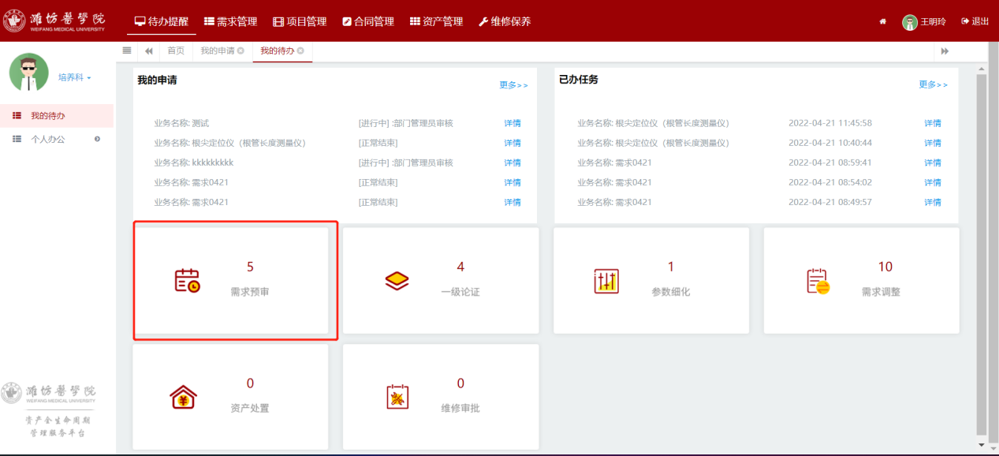 濰坊醫學院
WEIFANG MEDICAL UNIVERSITY
待办提醒 需求管理 项目管理 合同管理 资产管理 维修保养
王明玲 退出
首页 我的申请 我的待办
培养科
我的待办
个人办公
我的申请 更多>>
业务名称: 测试 [进行中] :部门管理员审核 详情
业务名称: 根尖定位仪（根管长度测量仪） [正常结束] 详情
业务名称: kkkkkkkkk [进行中] :部门管理员审核 详情
业务名称: 需求0421 [正常结束] 详情
业务名称: 需求0421 [正常结束] 详情
已办任务 更多>>
业务名称: 根尖定位仪（根管长度测量仪） 2022-04-21 11:45:58 详情
业务名称: 根尖定位仪（根管长度测量仪） 2022-04-21 10:40:44 详情
业务名称: 需求0421 2022-04-21 08:59:41 详情
业务名称: 需求0421 2022-04-21 08:54:02 详情
业务名称: 需求0421 2022-04-21 08:49:57 详情
5
需求预审
4
一级论证
1
参数细化
10
需求调整
0
资产处置
0
维修审批
濰坊醫學院
WEIFANG MEDICAL UNIVERSITY
资产全生命周期
管理服务平台